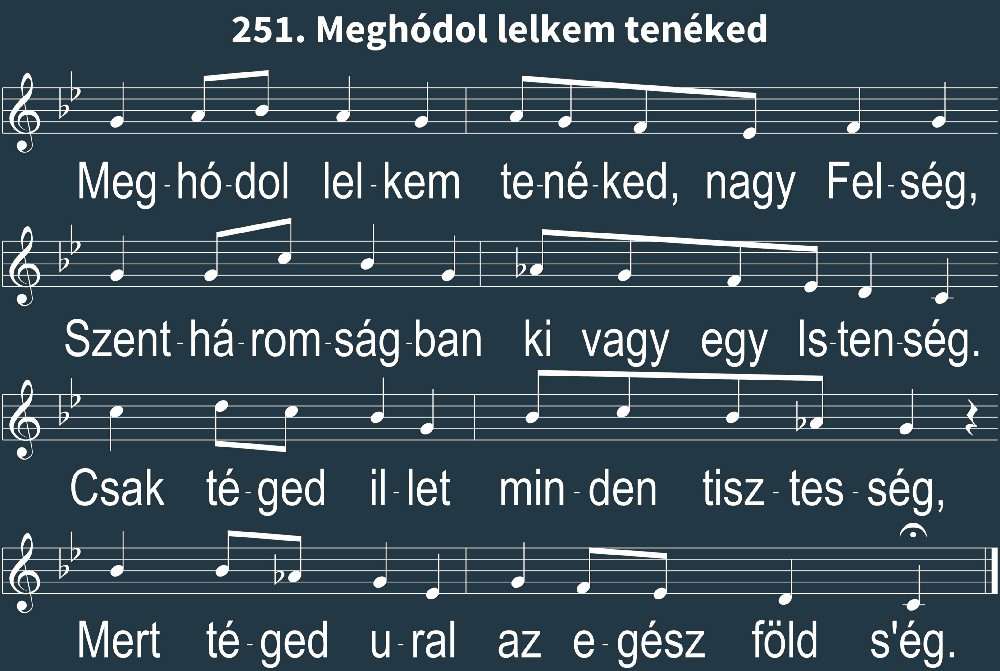 251. Meghódol lelkem tenéked
Meg-hó-dol lel-kem te-né-ked, nagy Fel-ség,
Szent-há-rom-ság-ban ki vagy egy Is-ten-ség.
Csak té-ged il-let min-den tisz-tes-ség,
Mert té-ged u-ral az e-gész föld s'ég.